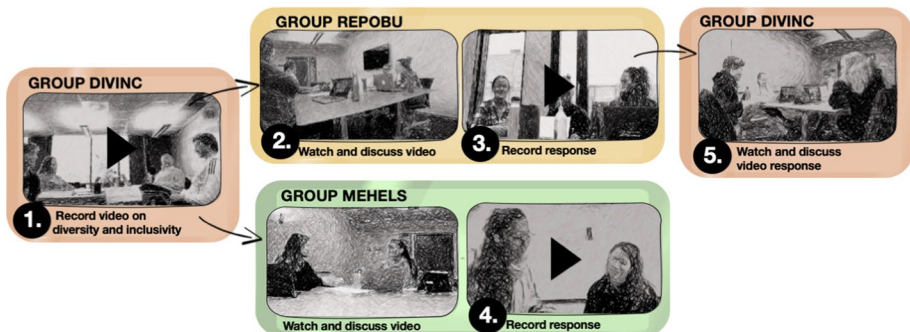 GROUP DIVINC
1.
Record video on
diversity and inclusivity
GROUP REPOBU
2.
Watch and discuss video
3.
Record response
GROUP MEHELS
Watch and discuss video
4.
Record response
GROUP DIVINC
5.
Watch and discuss
video response